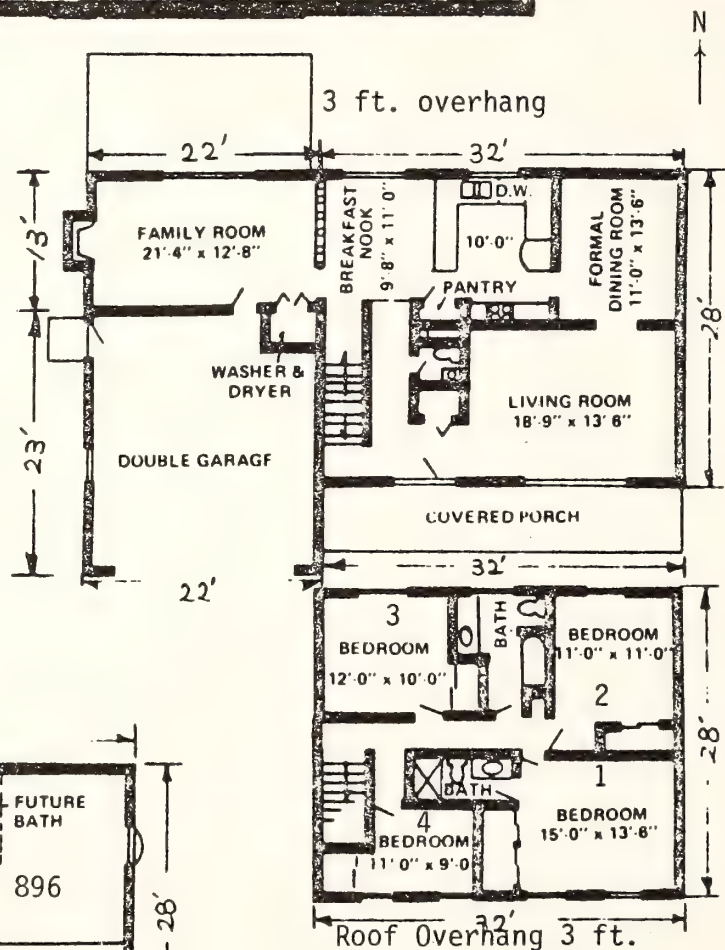 N
3 ft. overhang
22'
32'
13'
FAMILY ROOM
21'-4" x 12'-8"
BREAKFAST
NOOK
9'-8" x 11'0"
D.W.
10'-0"
PANTRY
FORMAL
DINING ROOM
11'-0" x 13'-6"
28'
WASHER &
DRYER
LIVING ROOM
18'-9" x 13'6"
23'
DOUBLE GARAGE
COVERED PORCH
32'
22'
3
BEDROOM
12'-0" x 10'-0"
BATH
BEDROOM
11'-0" x 11'-0"
2
28'
1
BATH
BEDROOM
15'-0" x 13'-6"
4
BEDROOM
11'0" x 9'-0
32'
Roof Overhang 3 ft.
FUTURE
BATH
896
28'